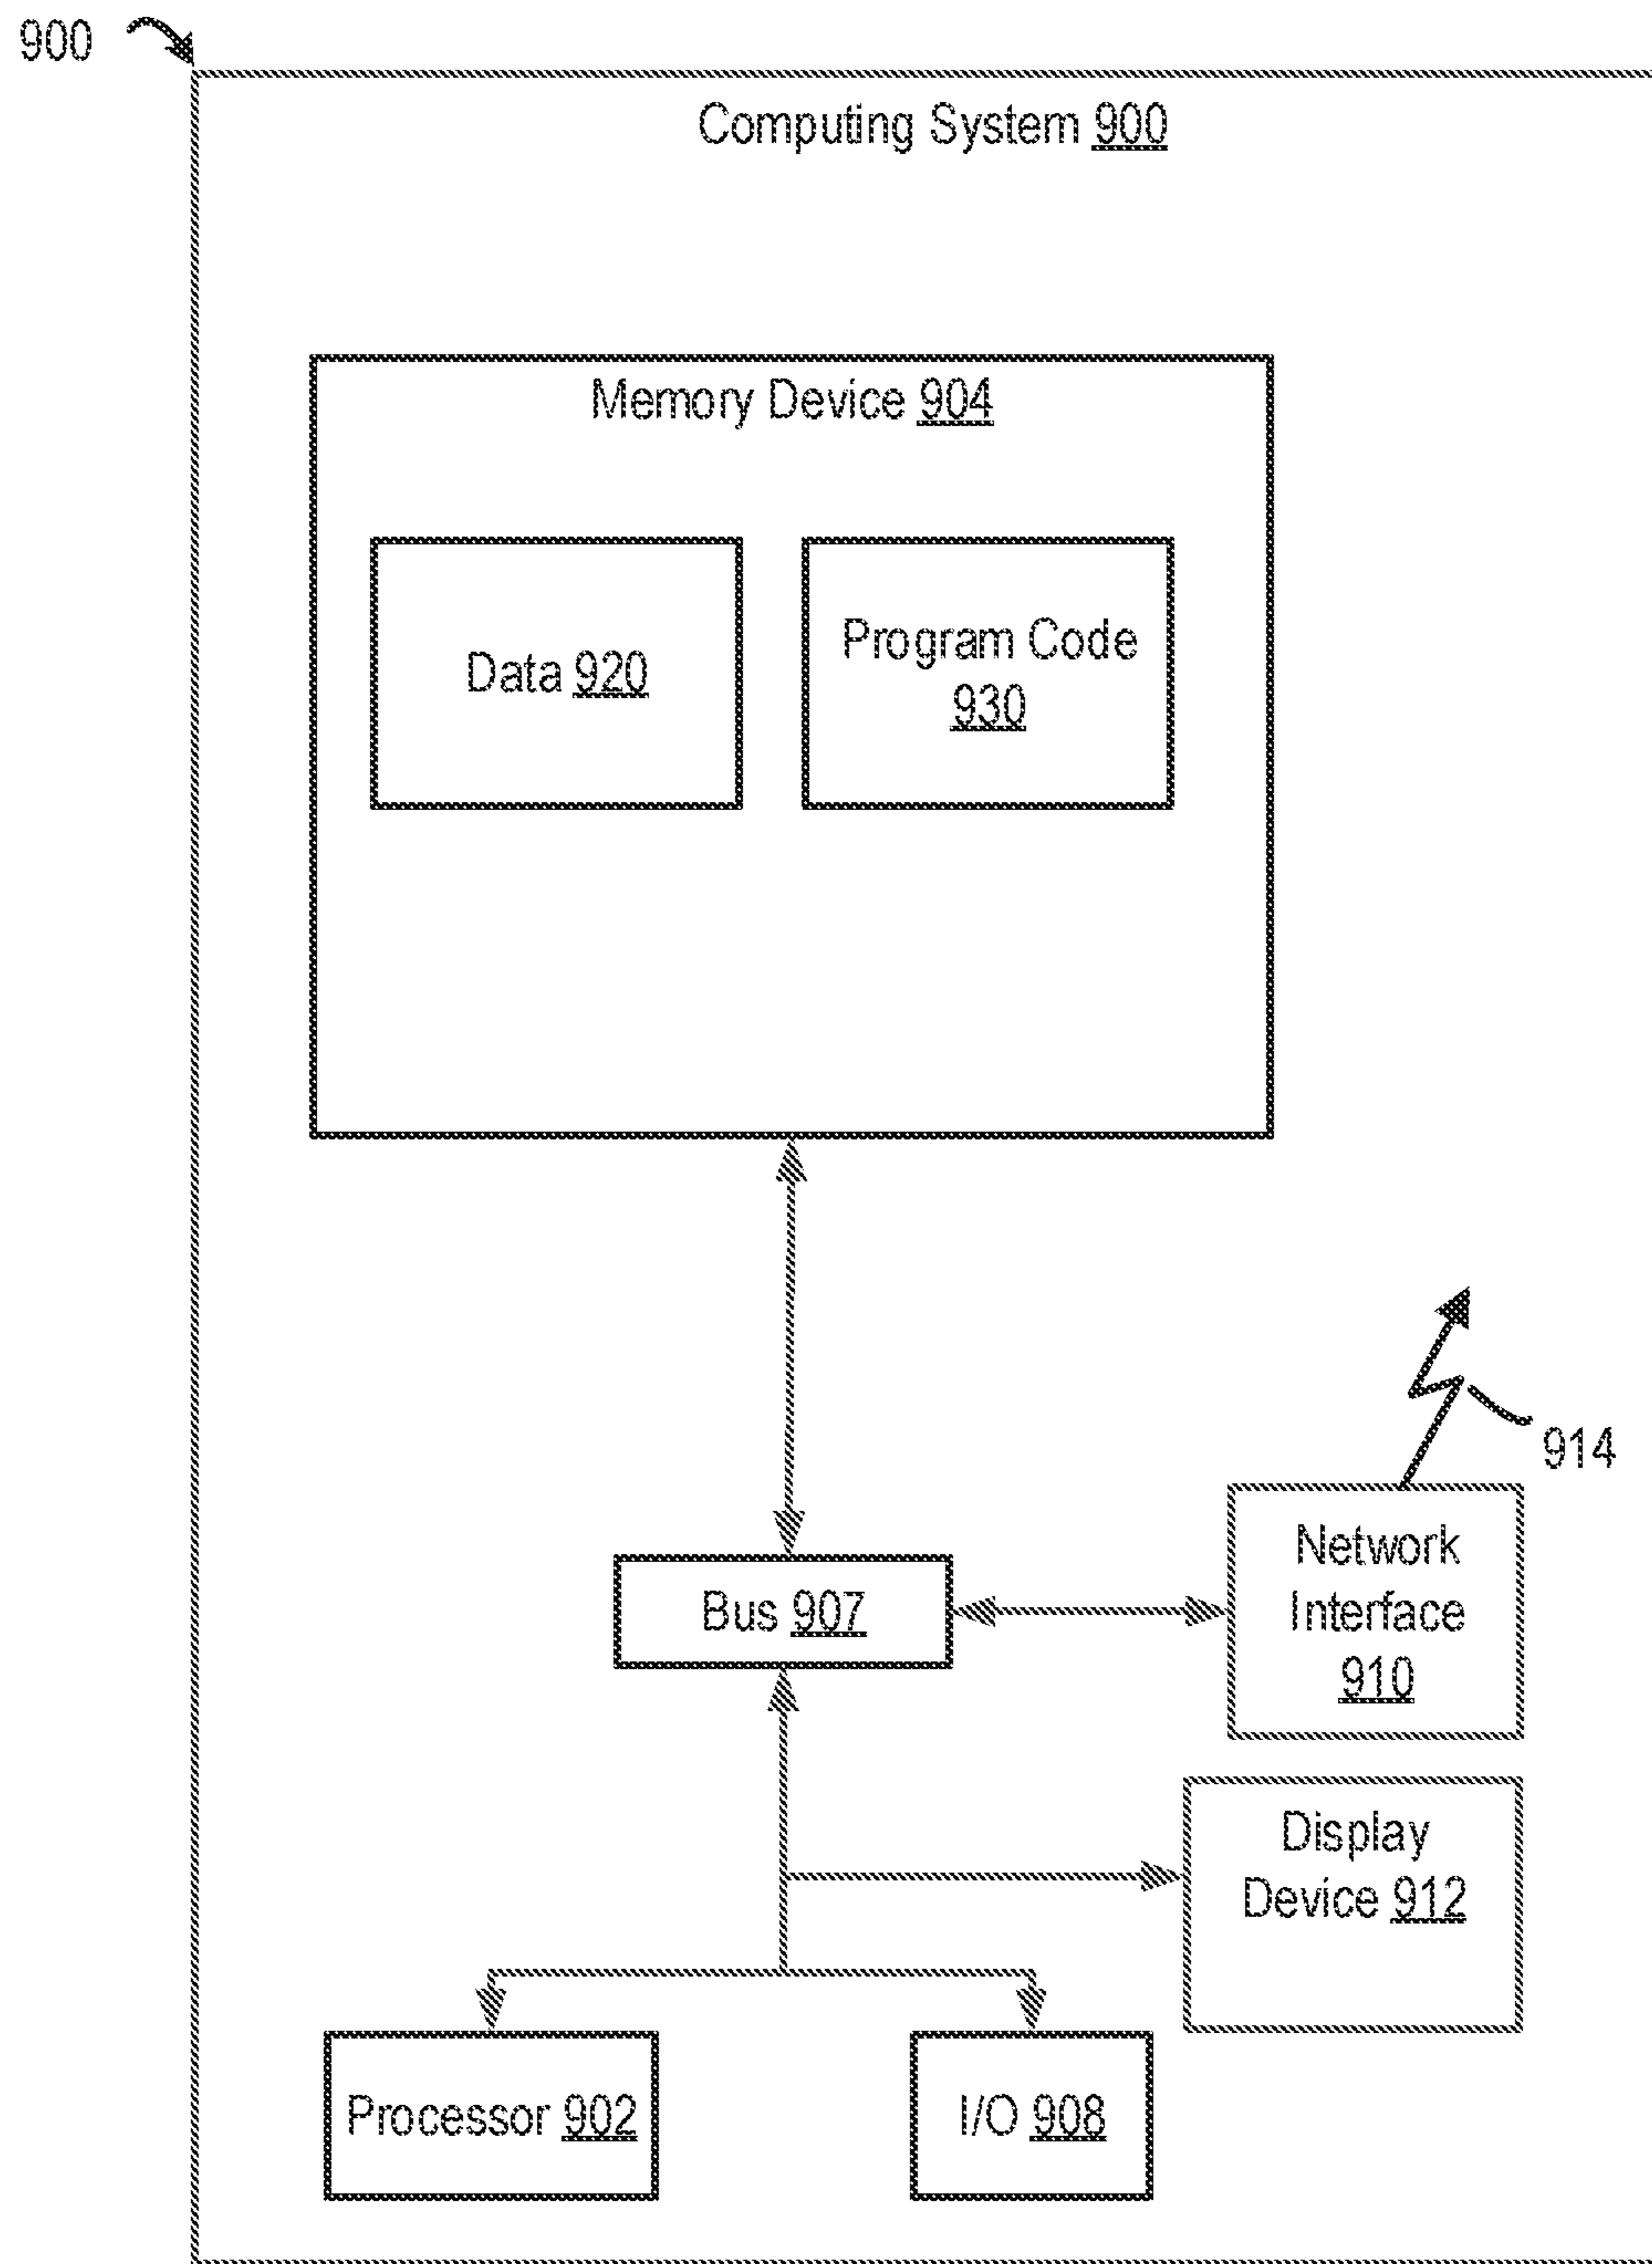 900
Computing System 900
Memory Device 904
Data 920
Program Code
930
914
Network
Interface
910
Bus 907
Display
Device 912
Processor 902
I/O 908